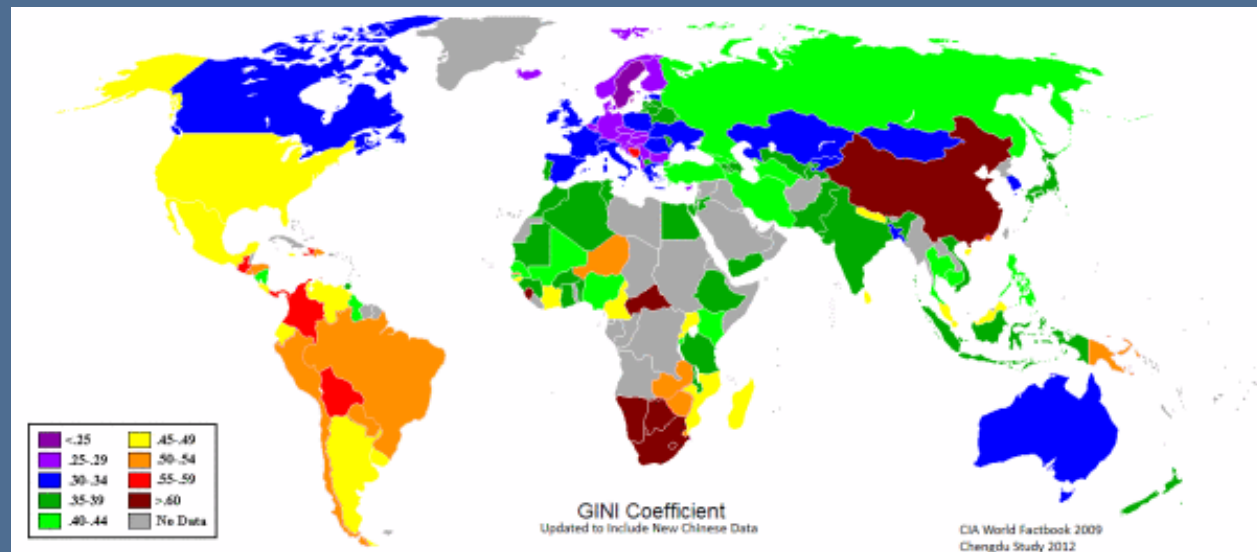 <.25
.25-.29
.30-.34
.35-39
.40-.44
.45-.49
.50-.54
.55-.59
>.60
No Data
GINI Coefficient
Updated to Include New Chinese Data
CIA World Factbook 2009
Chengdu Study 2012